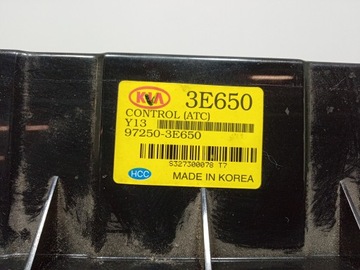 KIA 3E650
CONTROL (ATC)
Y13
97250-3E650
S327300078 T7
HCC MADE IN KOREA